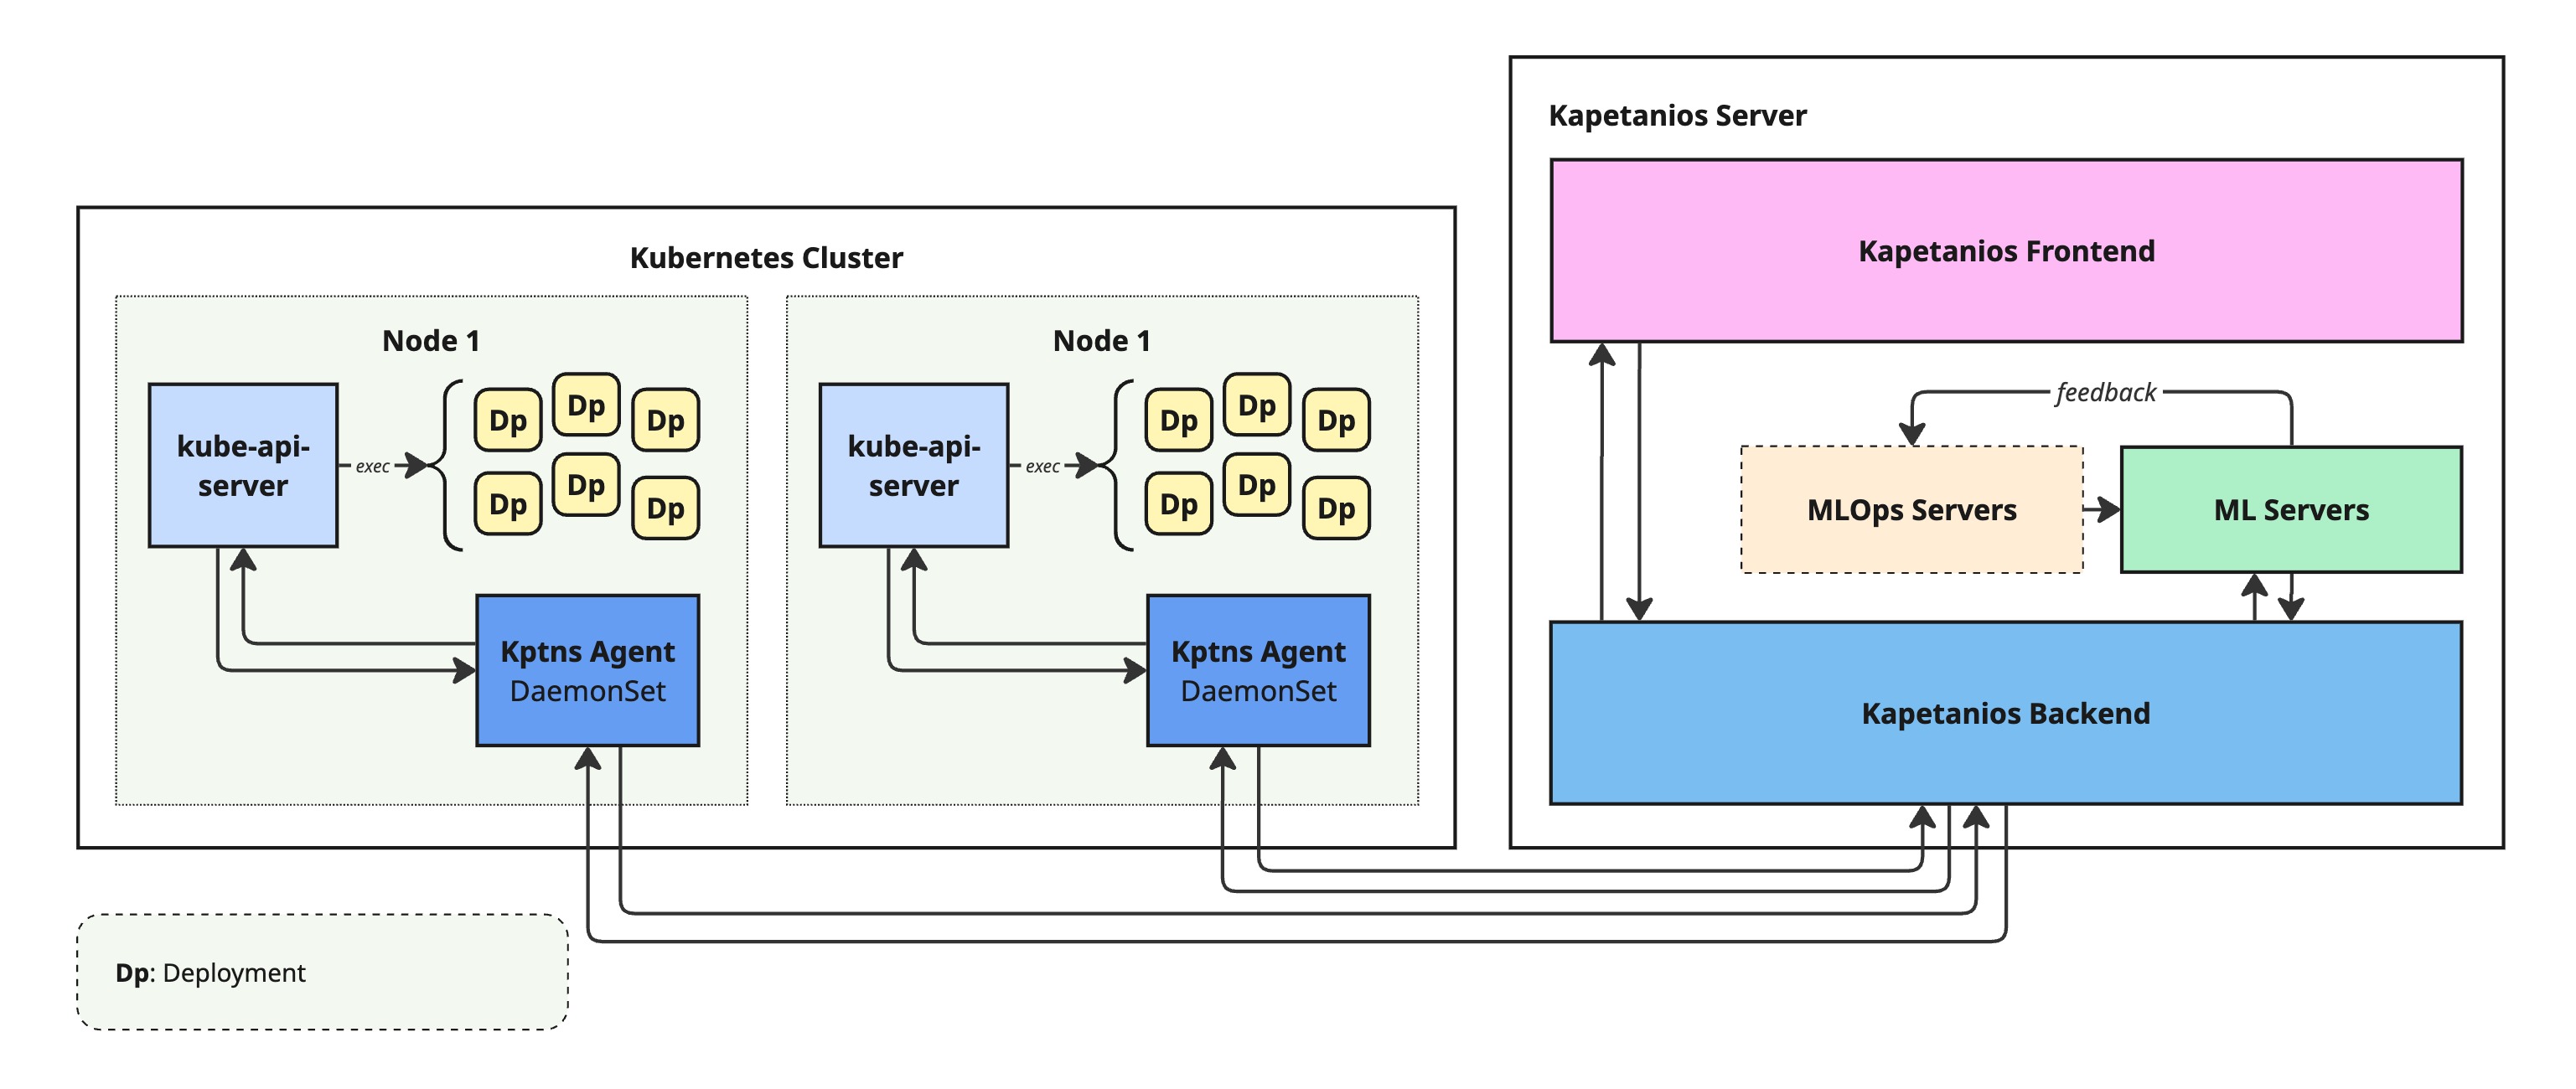 Kapetanios Server
Kapetanios Frontend
feedback
MLOps Servers
ML Servers
Kapetanios Backend
Kubernetes Cluster
Node 1
kube-api-
server
exec
Dp
Dp
Dp
Dp
Dp
Dp
Kptns Agent
DaemonSet
Node 1
kube-api-
server
exec
Dp
Dp
Dp
Dp
Dp
Dp
Kptns Agent
DaemonSet
Dp: Deployment